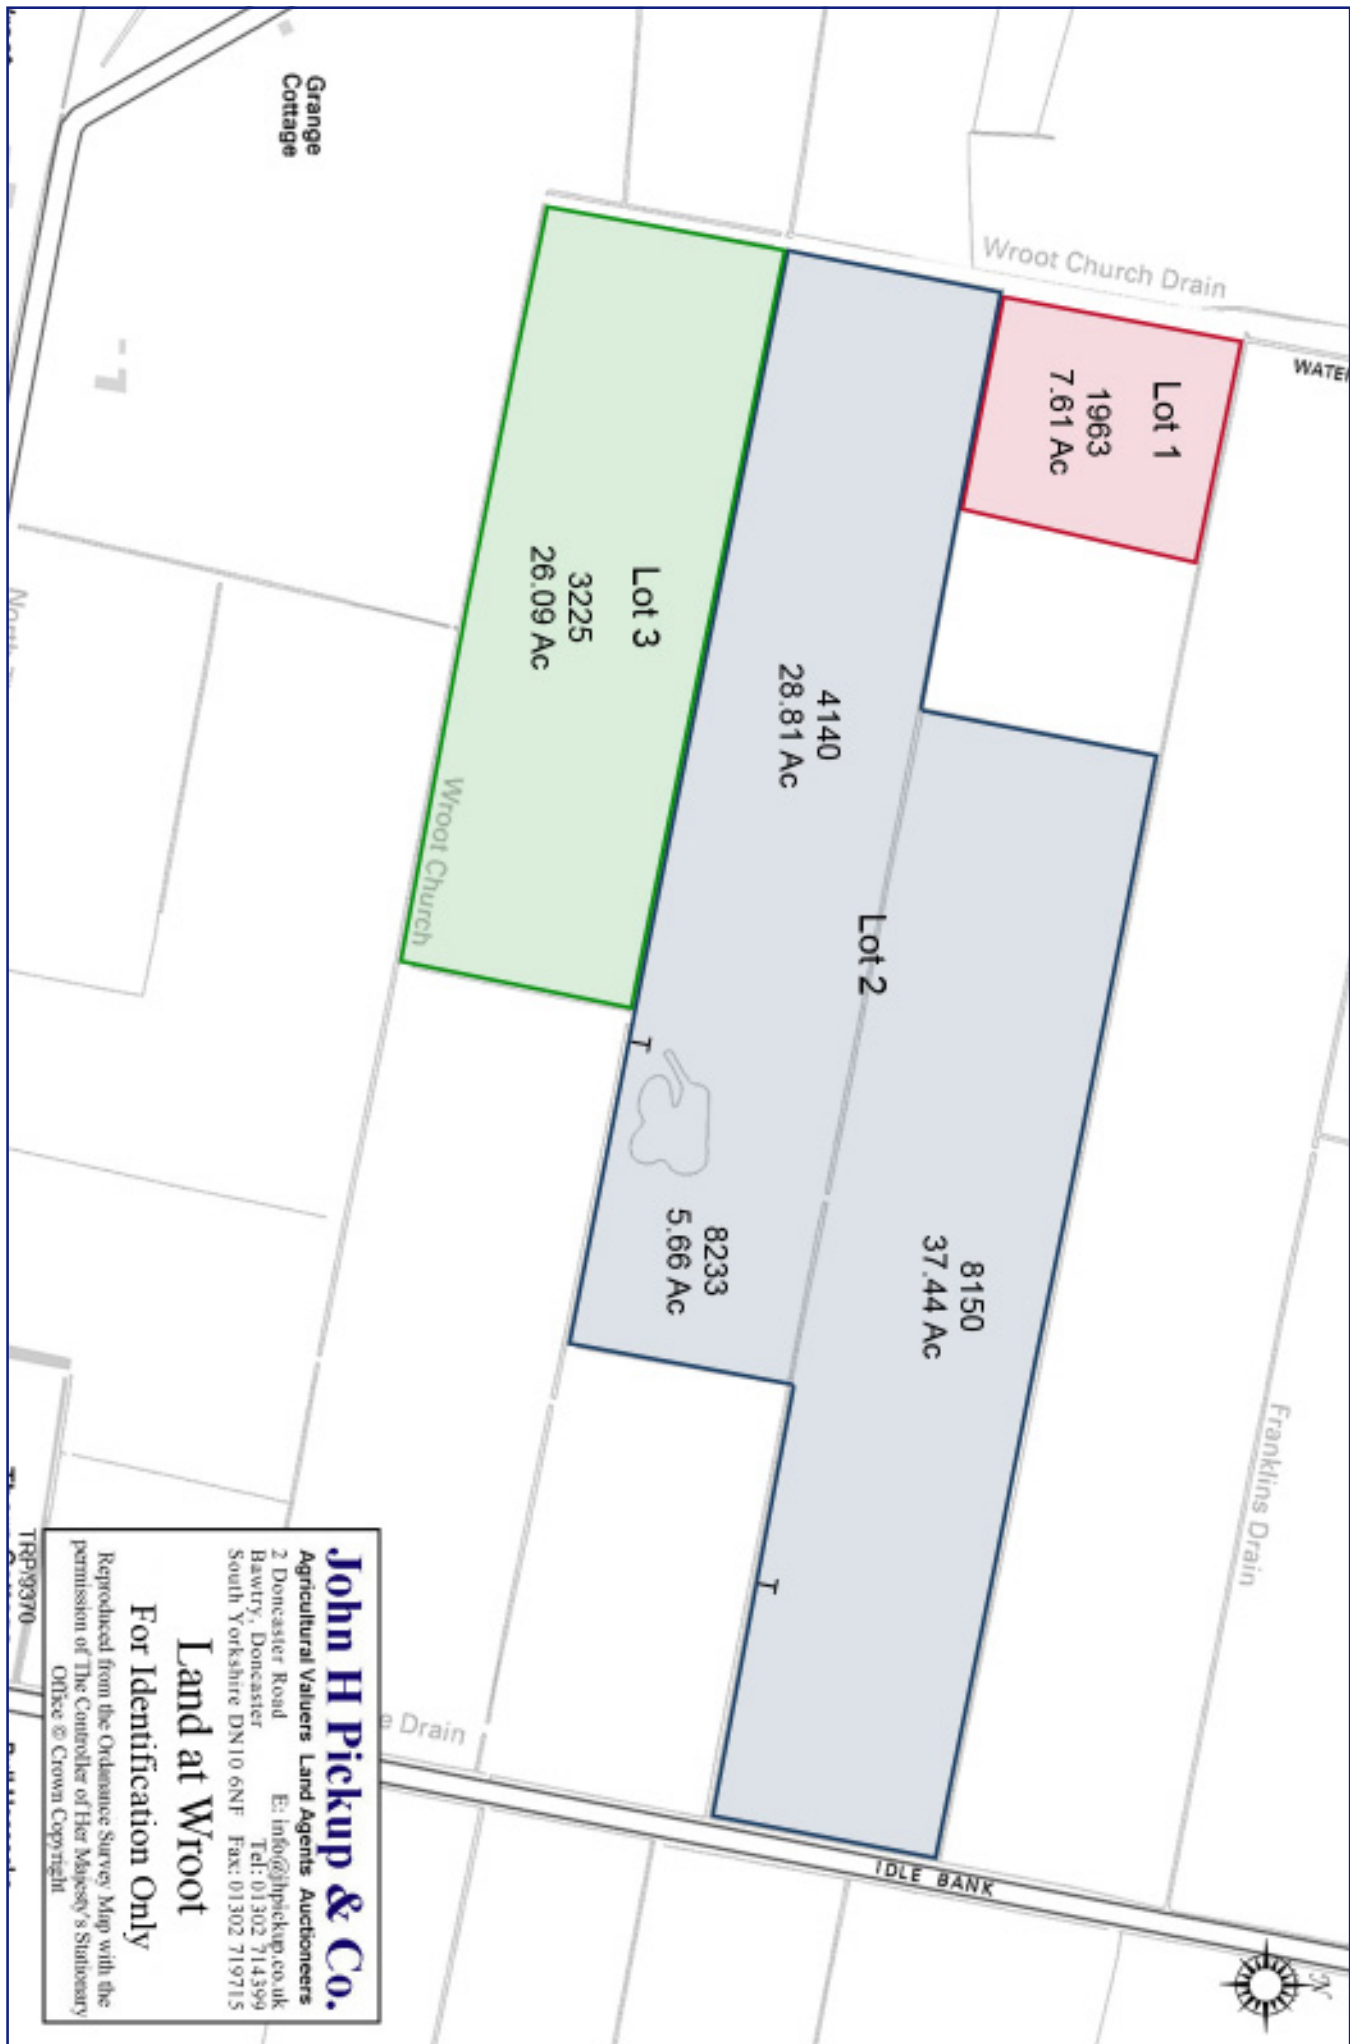 Grange
Cottage
Wroot Church Drain
WATE
Lot 1
1963
7.61 Ac
Lot 3
3225
26.09 Ac
4140
28.81 Ac
Lot 2
Wroot Church
T
8233
5.66 Ac
8150
37.44 Ac
Franklins Drain
T
e Drain
IDLE BANK
N
John H Pickup & Co.
Agricultural Valuers Land Agents Auctioneers
2 Doncaster Road E: info@jhpickup.co.uk
Bawtry, Doncaster Tel: 01302 714399
South Yorkshire DN10 6NF Fax: 01302 719715
Land at Wroot
For Identification Only
Reproduced from the Ordanance Survey Map with the
permission of The Controller of Her Majesty's Stationary
Office © Crown Copyright
TRP/9370